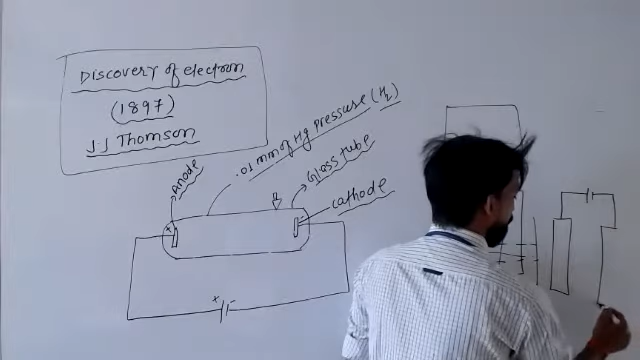 Discovery of electron
(1897)
J J Thomson
Anode
.01 mm of Hg pressure (H2)
Glass tube
cathode
+
-
+ -